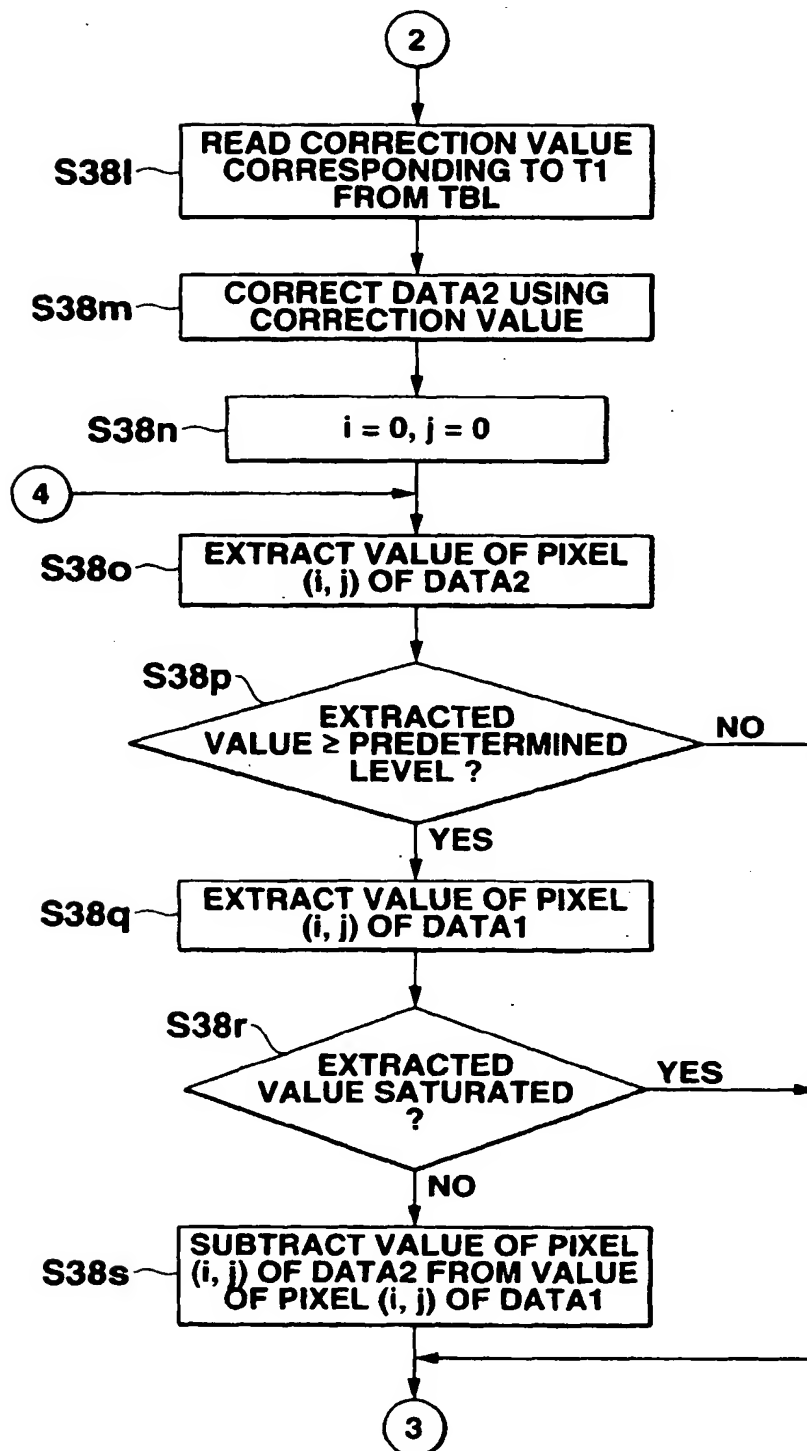 2
S38l
READ CORRECTION VALUE
CORRESPONDING TO T1
FROM TBL
S38m
CORRECT DATA2 USING
CORRECTION VALUE
S38n
i = 0, j = 0
4
S38o
EXTRACT VALUE OF PIXEL
(i, j) OF DATA2
S38p
EXTRACTED
VALUE ≥ PREDETERMINED
LEVEL ?
NO
YES
S38q
EXTRACT VALUE OF PIXEL
(i, j) OF DATA1
S38r
EXTRACTED
VALUE SATURATED
?
YES
NO
S38s
SUBTRACT VALUE OF PIXEL
(i, j) OF DATA2 FROM VALUE
OF PIXEL (i, j) OF DATA1
3